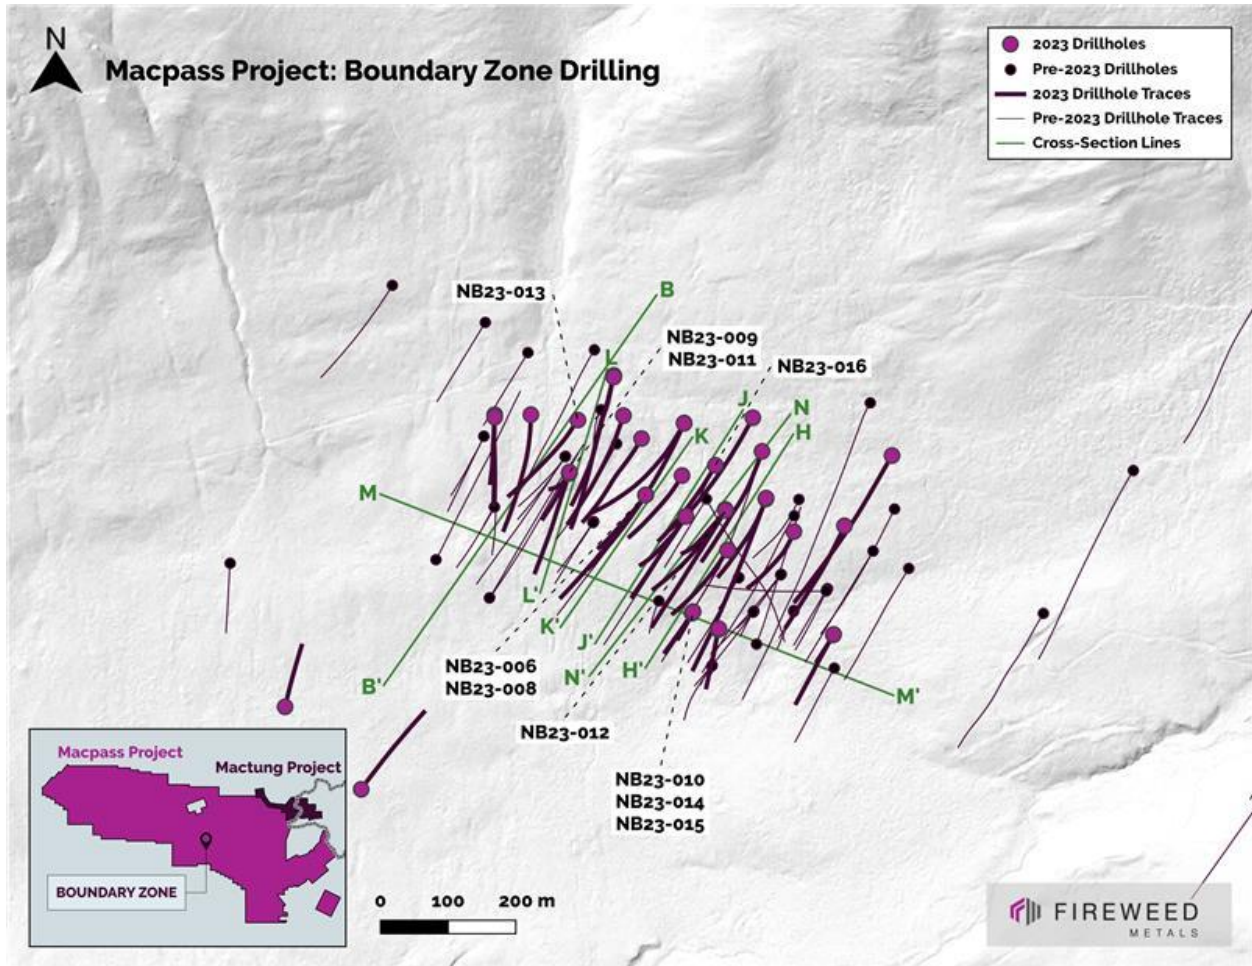 N
Macpass Project: Boundary Zone Drilling
2023 Drillholes
Pre-2023 Drillholes
2023 Drillhole Traces
Pre-2023 Drillhole Traces
Cross-Section Lines
NB23-013
B
NB23-009
NB23-011
L
NB23-016
J
N
K
H
M
L'
K'
J'
N'
H'
B'
M'
NB23-006
NB23-008
NB23-012
NB23-010
NB23-014
NB23-015
Macpass Project
Mactung Project
BOUNDARY ZONE
0 100 200 m
FIREWEED
METALS